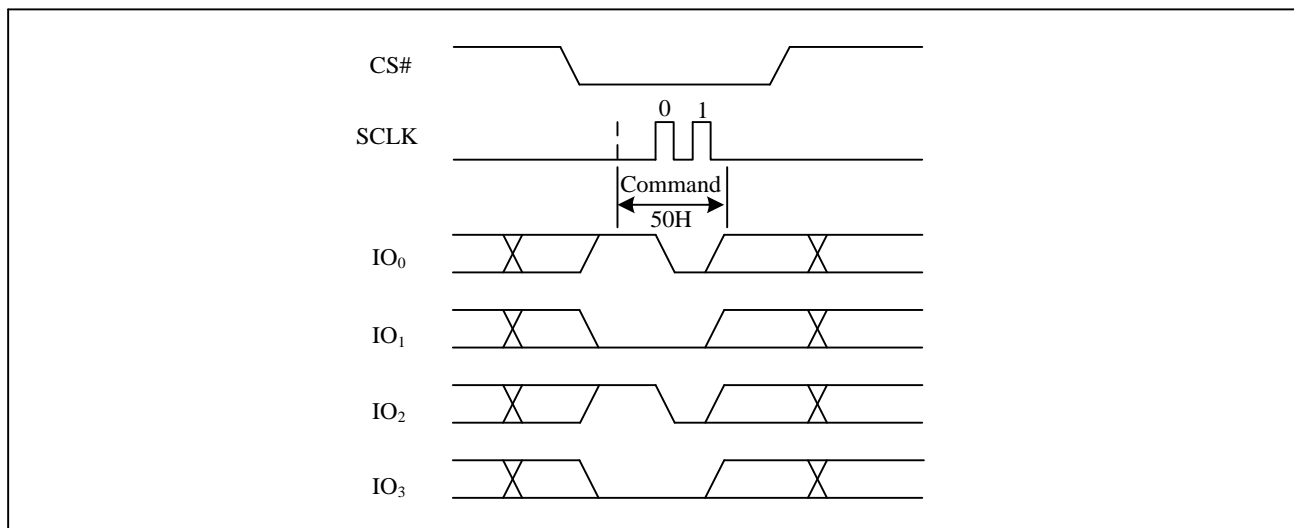 CS#
0 1
SCLK
Command
50H
IO₀
IO₁
IO₂
IO₃